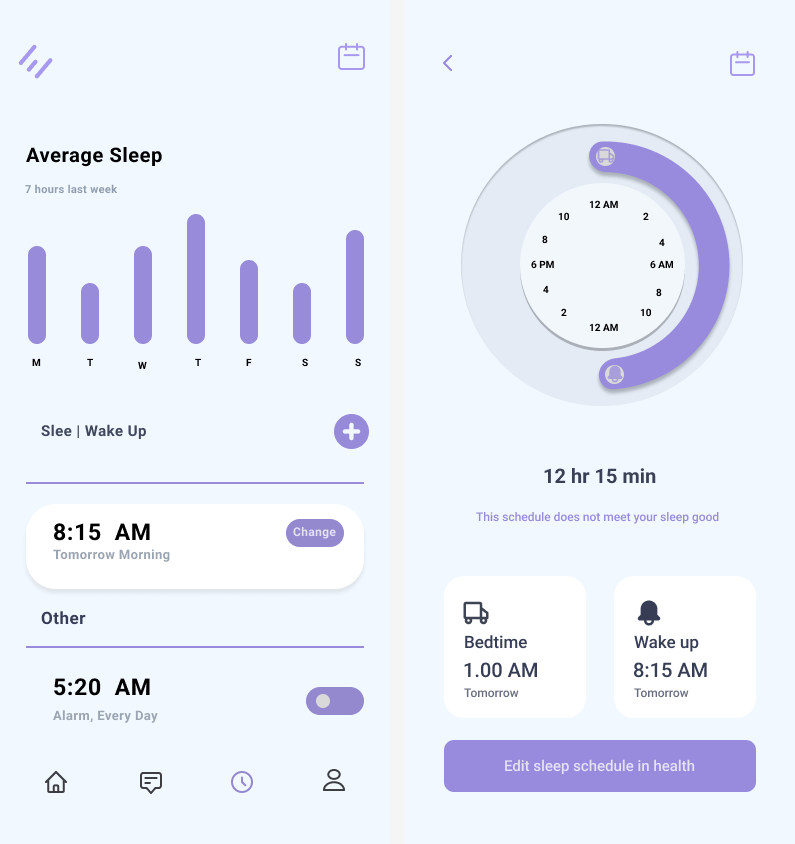 Average Sleep
7 hours last week
M T W T F S S
Slee | Wake Up
8:15 AM
Change
Tomorrow Morning
Other
5:20 AM
Alarm, Every Day
12 AM
10 2
8 4
6 PM 6 AM
4 8
2 10
12 AM
12 hr 15 min
This schedule does not meet your sleep good
Bedtime
1.00 AM
Tomorrow
Wake up
8:15 AM
Tomorrow
Edit sleep schedule in health